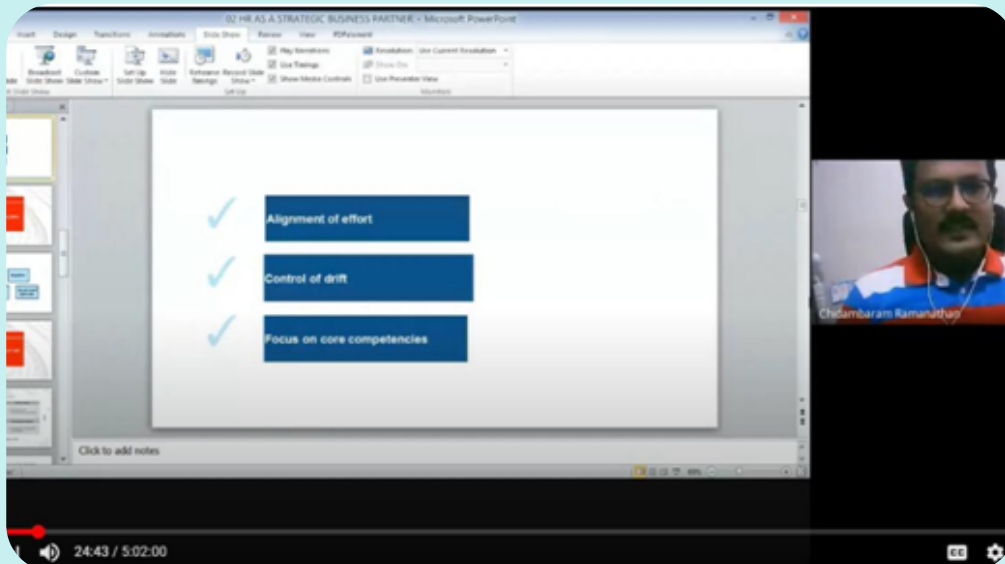 02 HR AS A STRATEGIC BUSINESS PARTNER - Microsoft PowerPoint
Insert Design Transitions Animations Slide Show Review View PDFelement
Play Narrations
Resolution: Use Current Resolution
Use Timings
Show On:
Show Media Controls
Use Presenter View
Broadcast Slide Show
Custom Slide Show
Set Up Slide Show
Hide Slide
Rehearse Timings
Record Slide Show
Set Up
Monitors
Alignment of effort
Control of drift
Focus on core competencies
Chidambaram Ramanathan
Click to add notes
24:43 / 5:02:00
CC